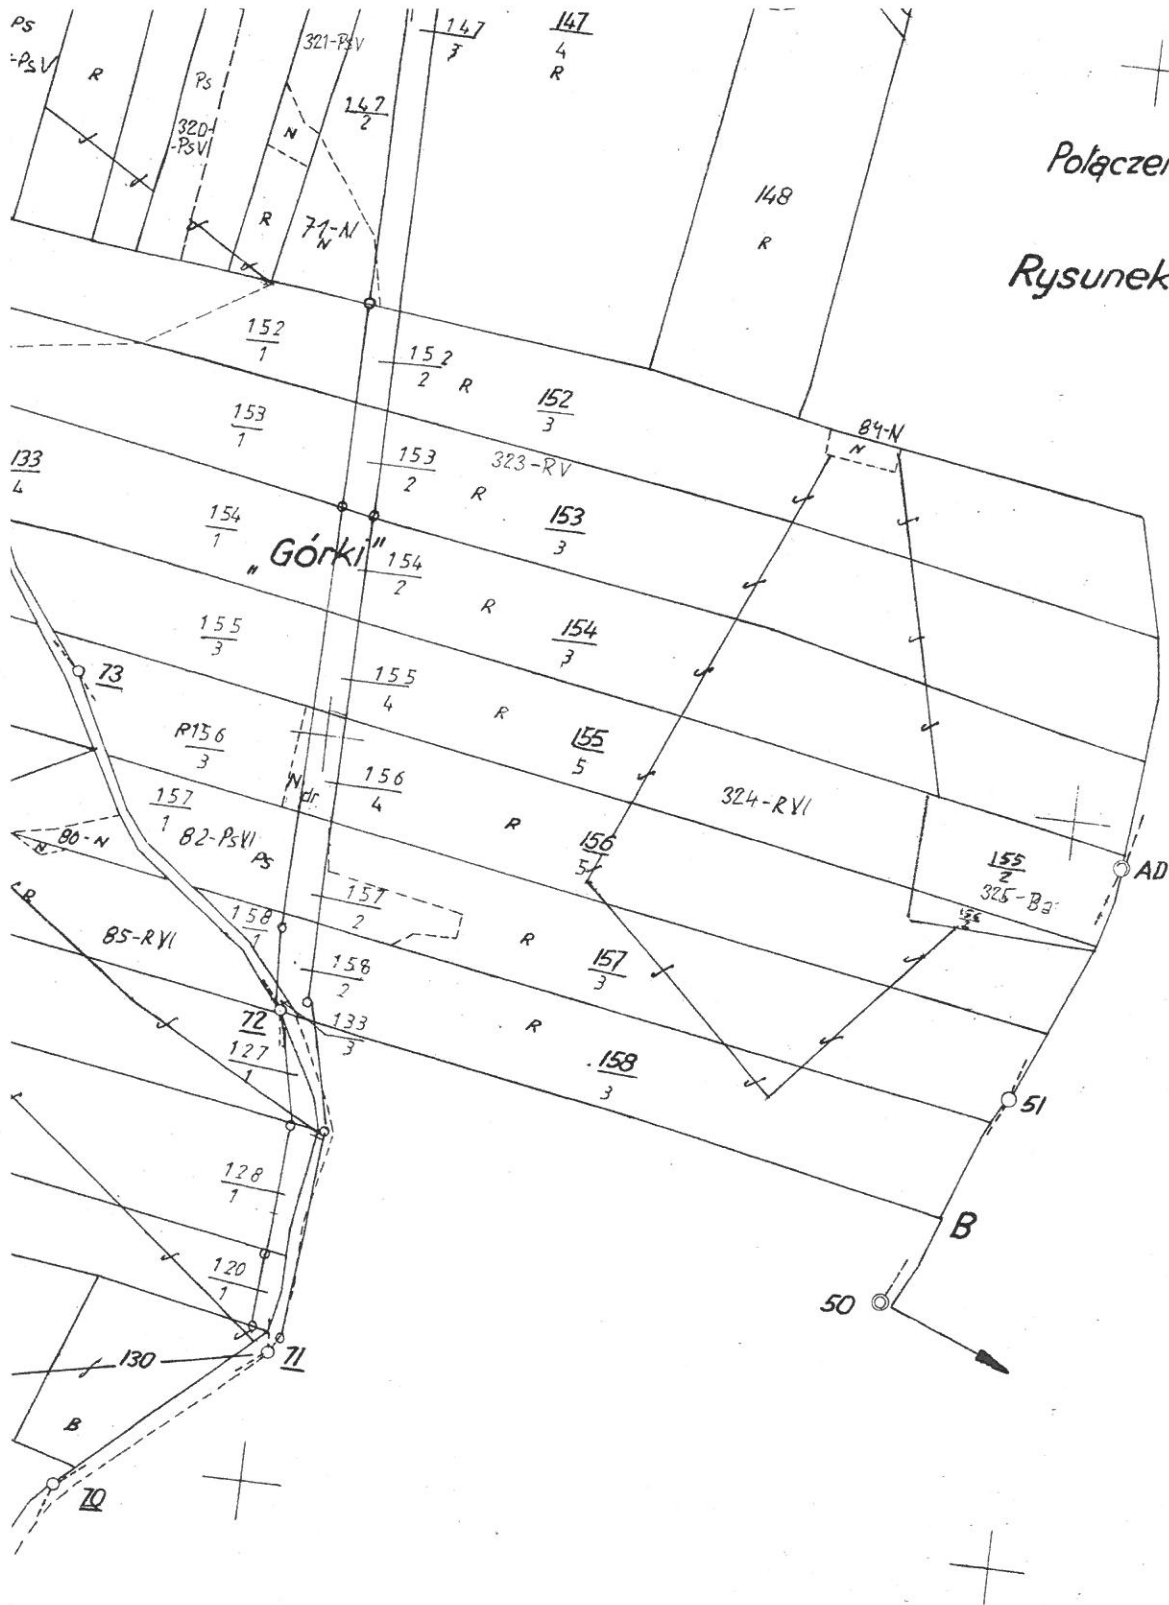 Ps
-PsV
R
Ps
320-
-PsVI
321-PsV
N
R
71-N
N
147
2
147
3
147
4
R
148
R
Połączen
Rysunek
152
1
152
2
R
152
3
84-N
N
153
1
153
2
323-RV
R
153
3
133
4
154
1
„Górki”
154
2
R
154
3
155
3
73
155
4
R
155
5
R156
3
N
dr
156
4
R
156
5
324-RVI
155
2
325-Ba
AD
157
1
80-N
N
82-PsVI
Ps
157
2
R
157
3
R
85-RVI
158
1
158
2
R
158
3
72
133
3
127
1
51
128
1
B
120
1
50
130
71
B
70